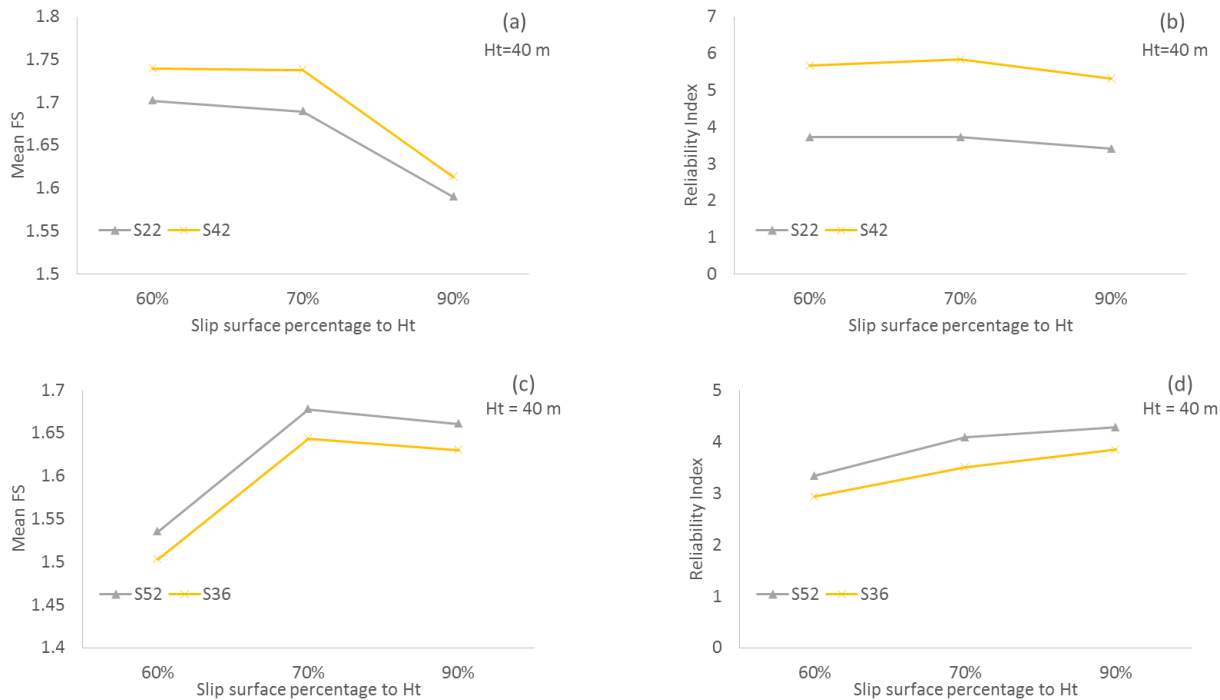 (a)
Ht=40 m
1.8
1.75
1.7
1.65
1.6
1.55
1.5
Mean FS
S22 S42
60% 70% 90%
Slip surface percentage to Ht
(b)
Ht=40 m
7
6
5
4
3
2
1
0
Reliability Index
S22 S42
60% 70% 90%
Slip surface percentage to Ht
(c)
Ht = 40 m
1.7
1.65
1.6
1.55
1.5
1.45
1.4
Mean FS
S52 S36
60% 70% 90%
Slip surface percentage to Ht
(d)
Ht = 40 m
5
4
3
2
1
0
Reliability Index
S52 S36
60% 70% 90%
Slip surface percentage to Ht